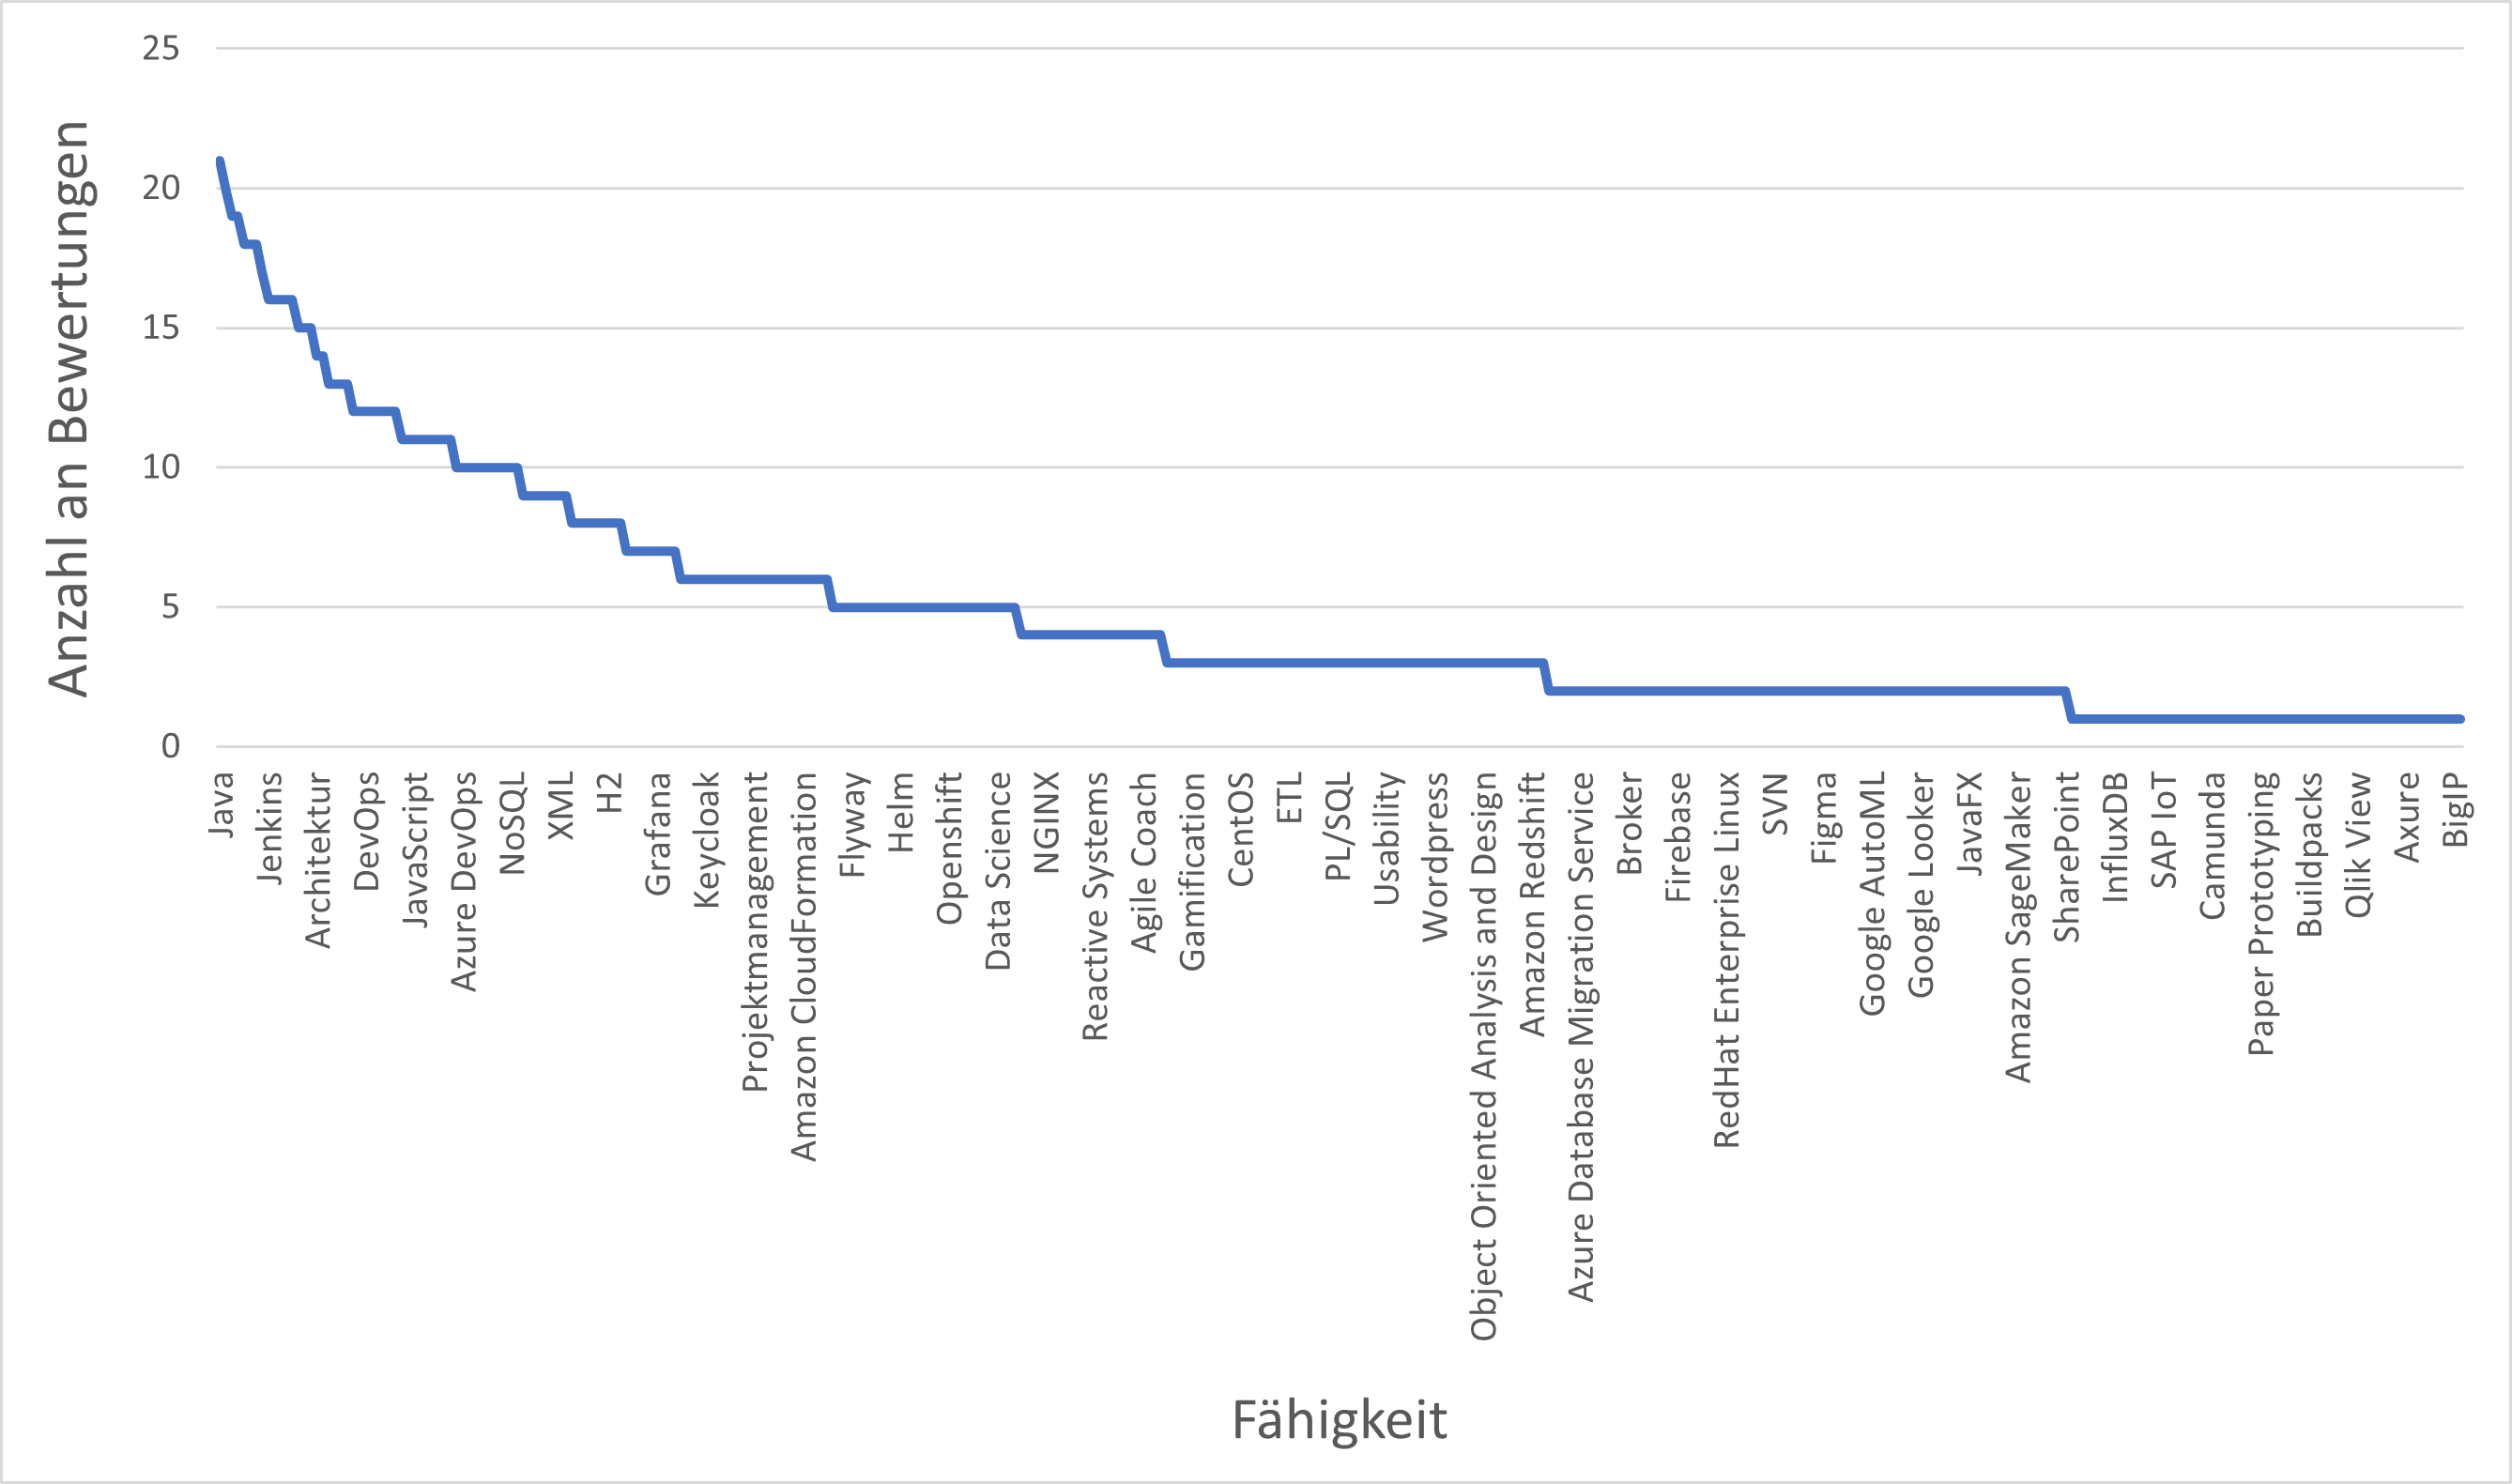 Anzahl an Bewertungen
25
20
15
10
5
0
Java
Jenkins
Architektur
DevOps
JavaScript
Azure DevOps
NoSQL
XML
H2
Grafana
Keycloak
Projektmanagement
Amazon CloudFormation
Flyway
Helm
Openshift
Data Science
NGINX
Reactive Systems
Agile Coach
Gamification
CentOS
ETL
PL/SQL
Usability
Wordpress
Object Oriented Analysis and Design
Amazon Redshift
Azure Database Migration Service
Broker
Firebase
RedHat Enterprise Linux
SVN
Figma
Google AutoML
Google Looker
JavaFX
Amazon SageMaker
SharePoint
InfluxDB
SAP IoT
Camunda
Paper Prototyping
Buildpacks
Qlik View
Axure
BigIP
Fähigkeit